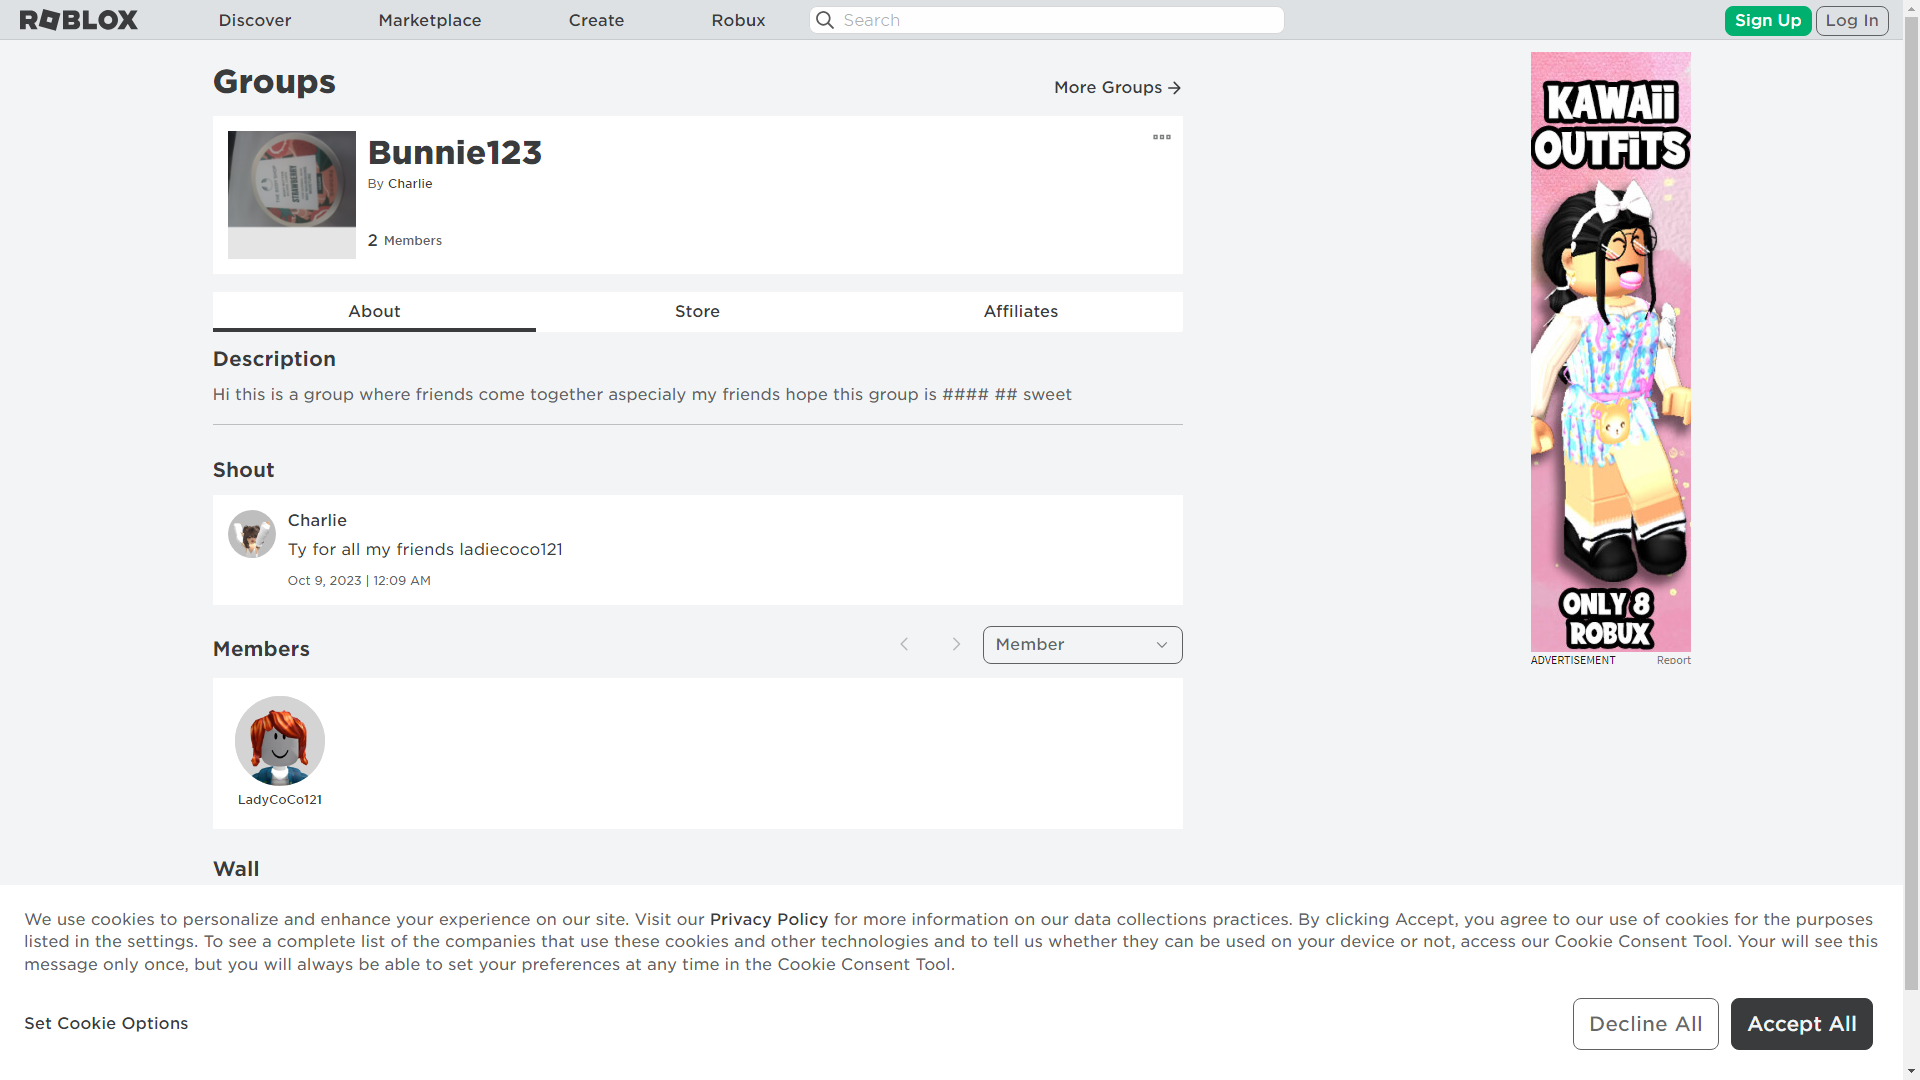 ROBLOX
Discover
Marketplace
Create
Robux
Search
Sign Up
Log In
Groups
More Groups
Bunnie123
By Charlie
2 Members
STRAWBERRY
About
Store
Affiliates
Description
Hi this is a group where friends come together aspecialy my friends hope this group is #### ## sweet
Shout
Charlie
Ty for all my friends ladiecoco121
Oct 9, 2023 | 12:09 AM
Members
Member
LadyCoCo121
Wall
KAWAii
OUTFiTS
ONLY 8
ROBUX
ADVERTISEMENT
Report
We use cookies to personalize and enhance your experience on our site. Visit our Privacy Policy for more information on our data collections practices. By clicking Accept, you agree to our use of cookies for the purposes
listed in the settings. To see a complete list of the companies that use these cookies and other technologies and to tell us whether they can be used on your device or not, access our Cookie Consent Tool. Your will see this
message only once, but you will always be able to set your preferences at any time in the Cookie Consent Tool.
Set Cookie Options
Decline All
Accept All